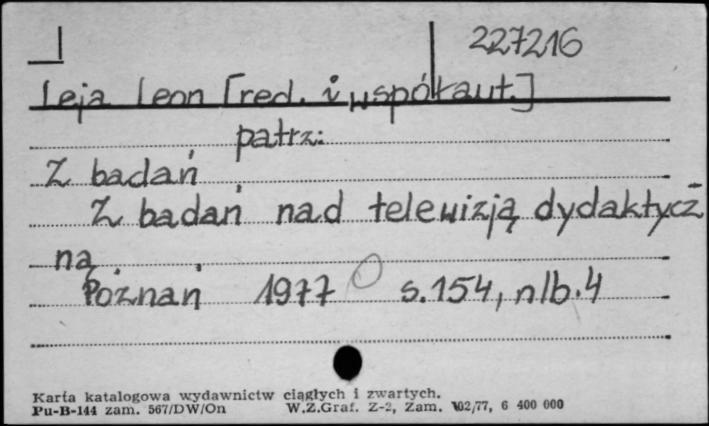 227216
Leja Leon [red. i współaut.]
patrz:
Z badań
Z badań nad telewizją dydaktycz-
ną
Poznań 1977 s. 154, nlb. 4
Karta katalogowa wydawnictw ciągłych i zwartych.
Pu-B-144 zam. 567/DW/On W.Z.Graf. Z-2, Zam. 102/77, 6 400 000